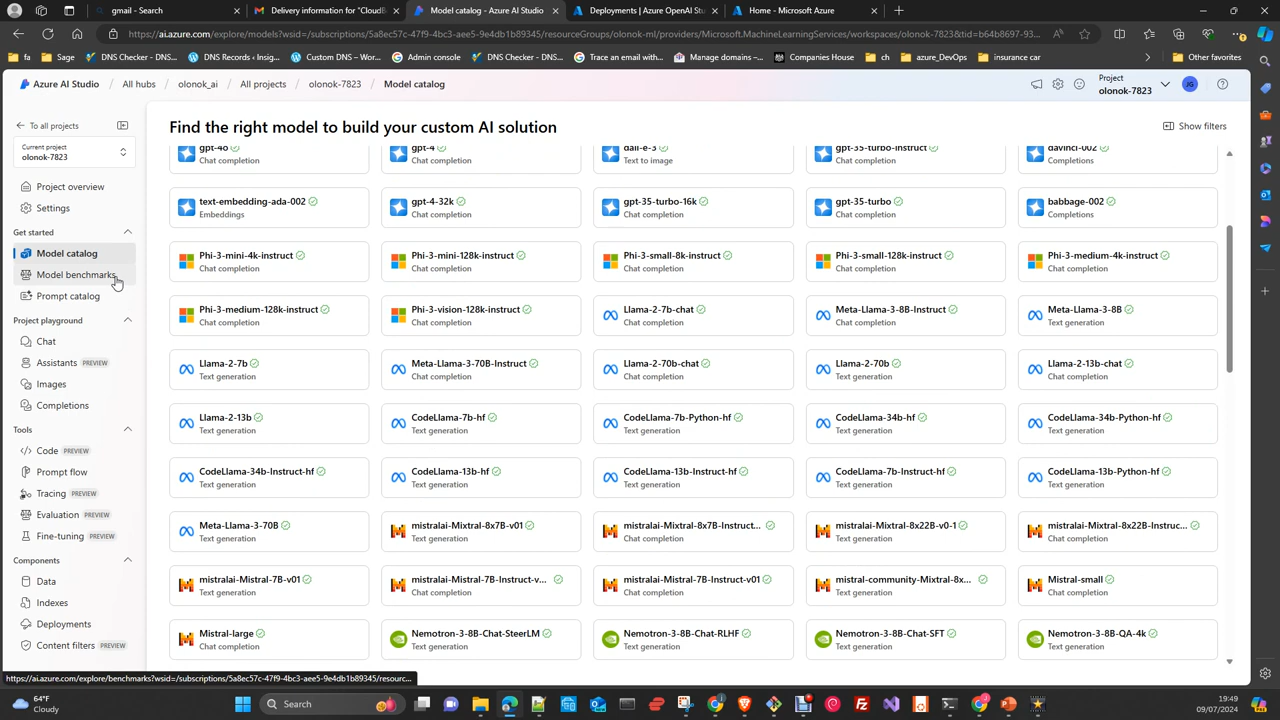 gmail - Search
Delivery information for "CloudB
Model catalog - Azure AI Studio
Deployments | Azure OpenAI Stu
Home - Microsoft Azure
https://ai.azure.com/explore/models?wsid=/subscriptions/5a8ec57c-47f9-4bc3-aee5-9e49d1bf6802/resourceGroups/olonok-ml/providers/Microsoft.MachineLearningServices/workspaces/olonok-7823&tid=b64b8697-93...
fa
Sage
DNS Checker - DNS...
DNS Records ‹ Insig...
Custom DNS – Wor...
Admin console
DNS Checker - DNS...
Trace an email with...
Manage domains –...
Companies House
ch
azure_DevOps
insurance car
Other favorites
Azure AI Studio / All hubs / olonok_ai / All projects / olonok-7823 / Model catalog
Project
olonok-7823
JG
To all projects
Current project
olonok-7823
Project overview
Settings
Get started
Model catalog
Model benchmarks
Prompt catalog
Project playground
Chat
Assistants PREVIEW
Images
Completions
Tools
Code PREVIEW
Prompt flow
Tracing PREVIEW
Evaluation PREVIEW
Fine-tuning PREVIEW
Components
Data
Indexes
Deployments
Content filters PREVIEW
Find the right model to build your custom AI solution
Show filters
gpt-4o
Chat completion
gpt-4
Chat completion
dall-e-3
Text to image
gpt-35-turbo-instruct
Chat completion
davinci-002
Completions
text-embedding-ada-002
Embeddings
gpt-4-32k
Chat completion
gpt-35-turbo-16k
Chat completion
gpt-35-turbo
Chat completion
babbage-002
Completions
Phi-3-mini-4k-instruct
Chat completion
Phi-3-mini-128k-instruct
Chat completion
Phi-3-small-8k-instruct
Chat completion
Phi-3-small-128k-instruct
Chat completion
Phi-3-medium-4k-instruct
Chat completion
Phi-3-medium-128k-instruct
Chat completion
Phi-3-vision-128k-instruct
Chat completion
Llama-2-7b-chat
Chat completion
Meta-Llama-3-8B-Instruct
Chat completion
Meta-Llama-3-8B
Text generation
Llama-2-7b
Text generation
Meta-Llama-3-70B-Instruct
Chat completion
Llama-2-70b-chat
Chat completion
Llama-2-70b
Text generation
Llama-2-13b-chat
Chat completion
Llama-2-13b
Text generation
CodeLlama-7b-hf
Text generation
CodeLlama-7b-Python-hf
Text generation
CodeLlama-34b-hf
Text generation
CodeLlama-34b-Python-hf
Text generation
CodeLlama-34b-Instruct-hf
Text generation
CodeLlama-13b-hf
Text generation
CodeLlama-13b-Instruct-hf
Text generation
CodeLlama-7b-Instruct-hf
Text generation
CodeLlama-13b-Python-hf
Text generation
Meta-Llama-3-70B
Text generation
mistralai-Mixtral-8x7B-v01
Text generation
mistralai-Mixtral-8x7B-Instruct...
Chat completion
mistralai-Mixtral-8x22B-v0-1
Text generation
mistralai-Mixtral-8x22B-Instruc...
Chat completion
mistralai-Mistral-7B-v01
Text generation
mistralai-Mistral-7B-Instruct-v...
Chat completion
mistralai-Mistral-7B-Instruct-v01
Chat completion
mistral-community-Mixtral-8x...
Text generation
Mistral-small
Chat completion
Mistral-large
Chat completion
Nemotron-3-8B-Chat-SteerLM
Text generation
Nemotron-3-8B-Chat-RLHF
Text generation
Nemotron-3-8B-Chat-SFT
Text generation
Nemotron-3-8B-QA-4k
Text generation
https://ai.azure.com/explore/benchmarks?wsid=/subscriptions/5a8ec57c-47f9-4bc3-aee5-9e49d1bf6802/resourc...
64°F
Cloudy
Search
19:49
09/07/2024